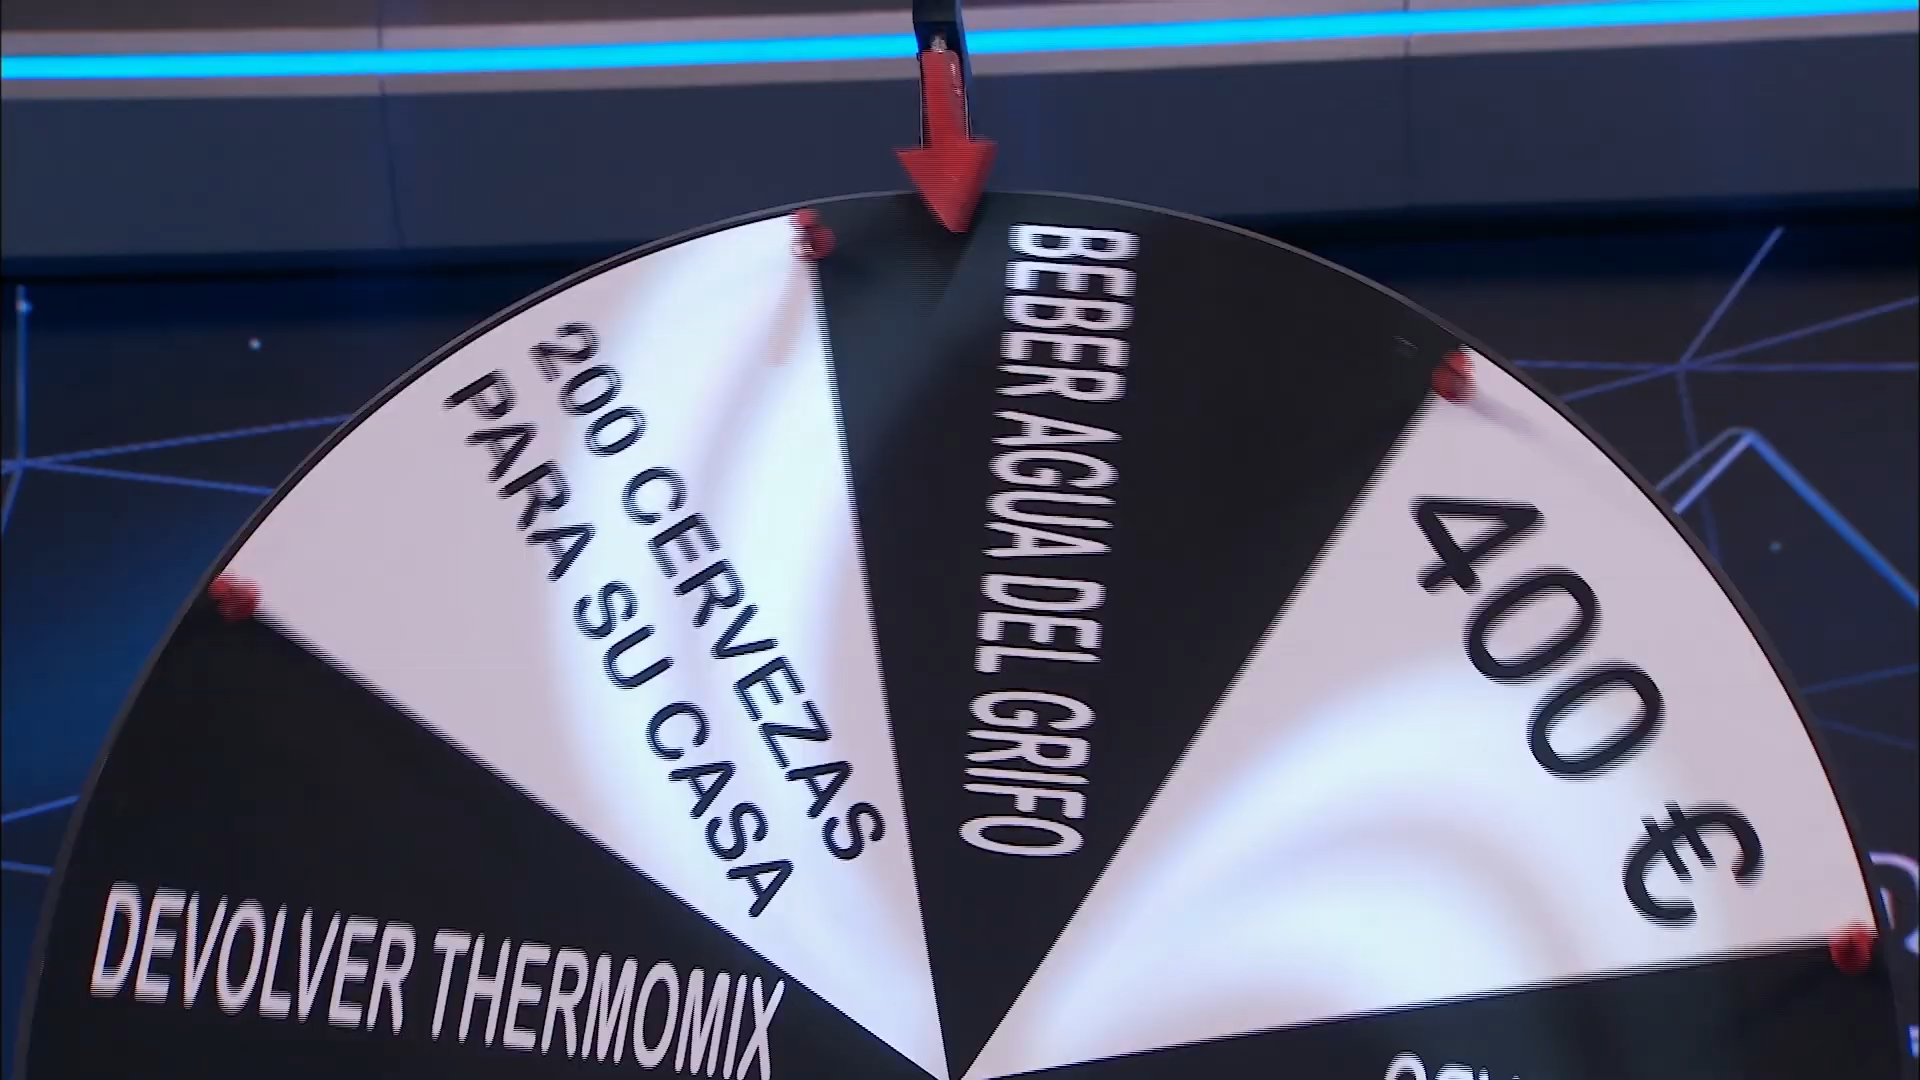 200 CERVEZAS
PARA SU CASA
BEBER AGUA DEL GRIFO
400 €
DEVOLVER THERMOMIX